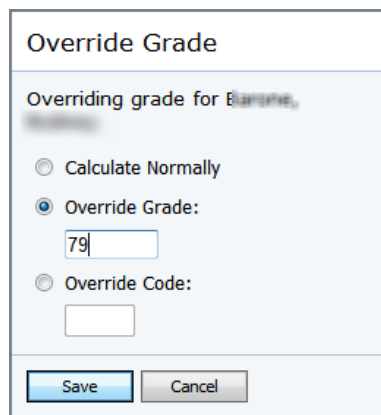 Override Grade
Overriding grade for
Calculate Normally
Override Grade:
79
Override Code:
Save Cancel